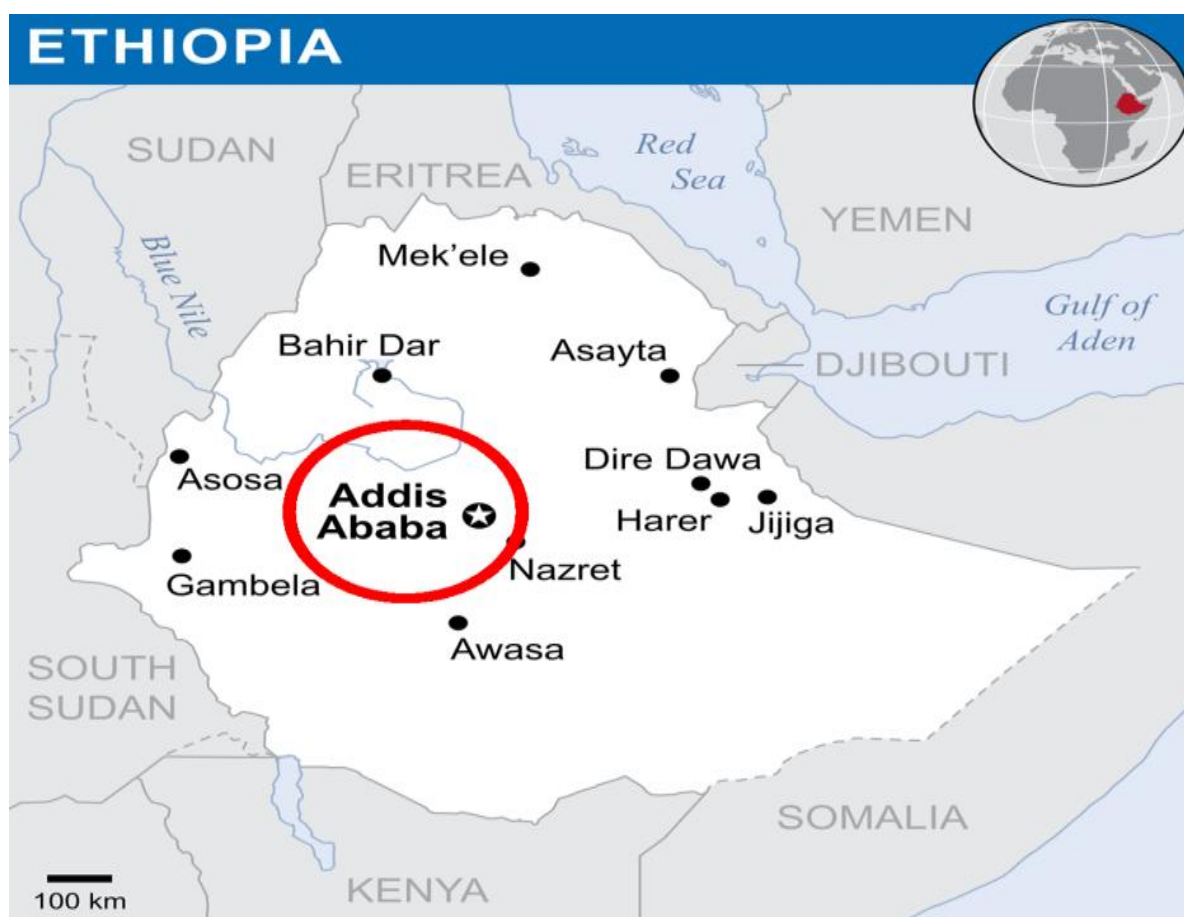 ETHIOPIA
SUDAN
ERITREA
Red
Sea
YEMEN
Blue Nile
Mek'ele
Gulf of
Aden
Bahir Dar
Asayta
DJIBOUTI
Asosa
Dire Dawa
Addis
Ababa
Harer
Jijiga
Gambela
Nazret
Awasa
SOUTH
SUDAN
SOMALIA
KENYA
100 km